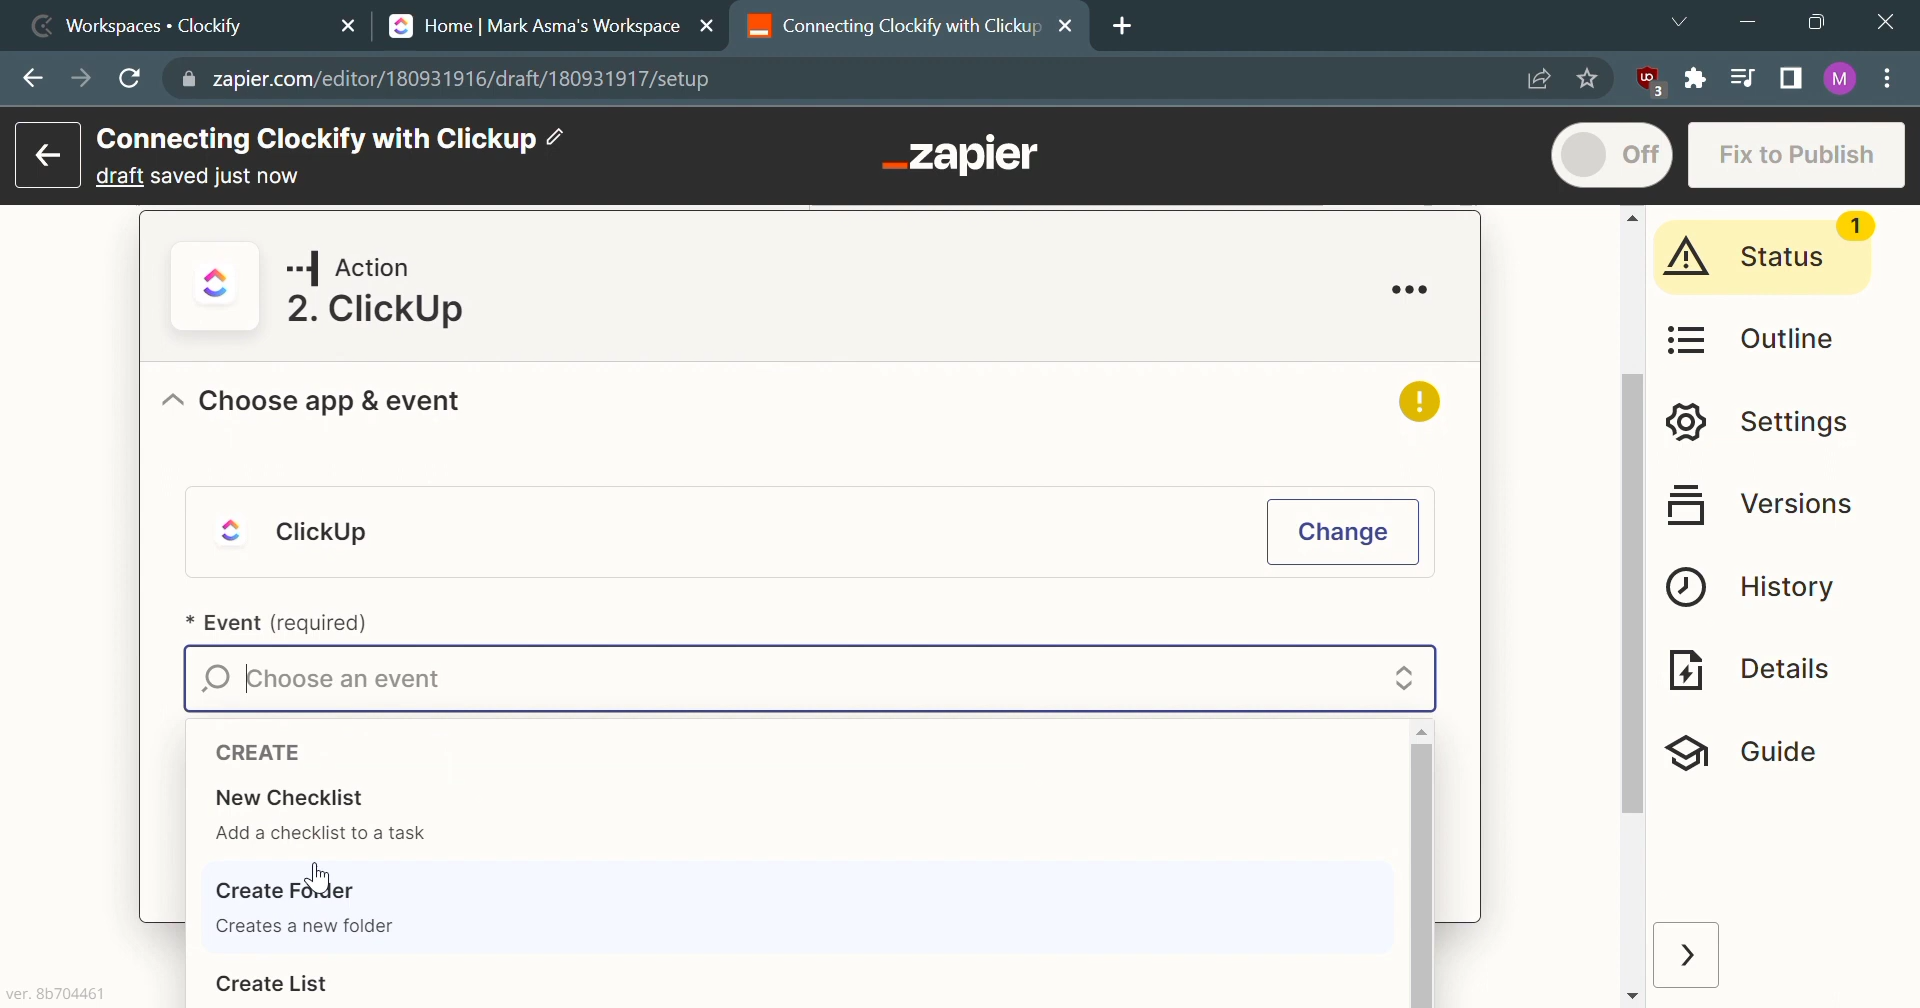 Workspaces • Clockify
Home | Mark Asma's Workspace
Connecting Clockify with Clickup
zapier.com/editor/180931916/draft/180931917/setup
3
M
Connecting Clockify with Clickup
draft saved just now
_zapier
Off
Fix to Publish
Action
2. ClickUp
Choose app & event
!
ClickUp
Change
* Event (required)
Choose an event
CREATE
New Checklist
Add a checklist to a task
Create Folder
Creates a new folder
Create List
1
Status
Outline
Settings
Versions
History
Details
Guide
ver. 8b704461